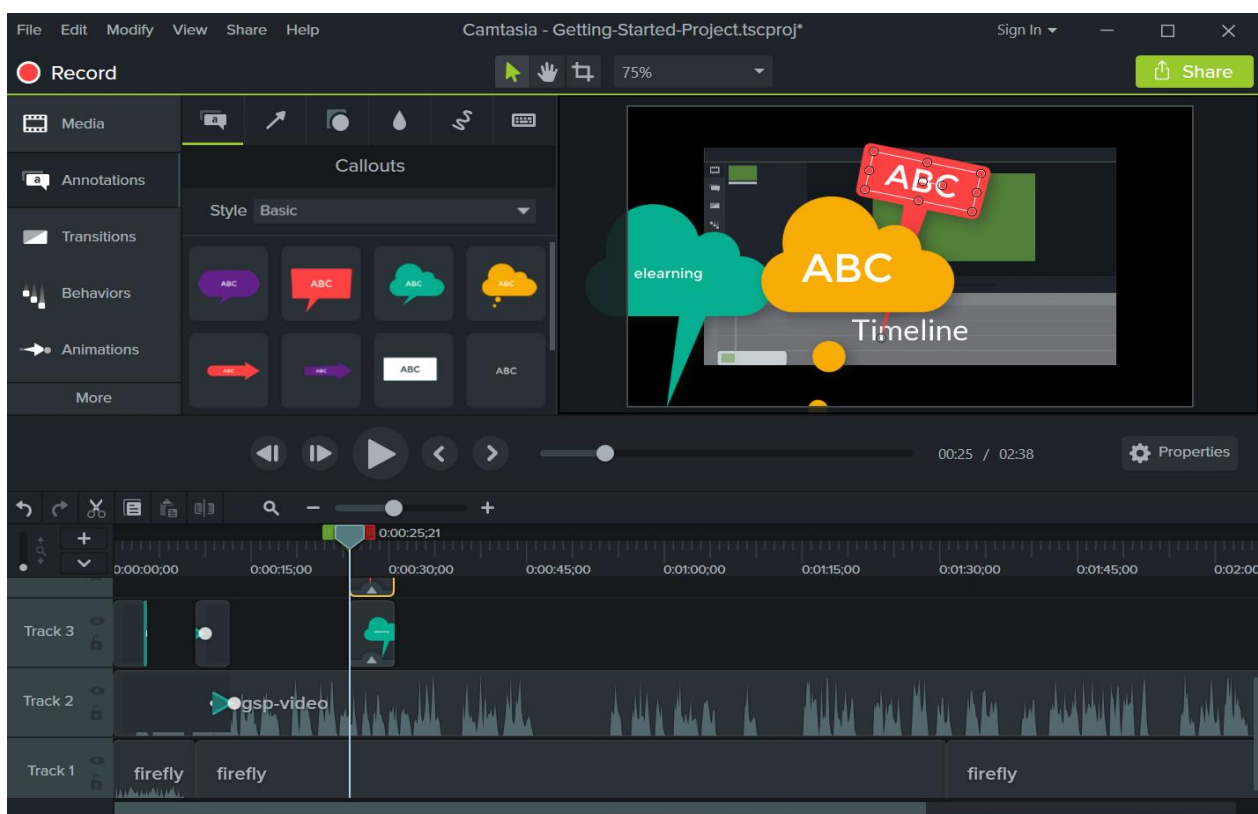 File Edit Modify View Share Help Camtasia - Getting-Started-Project.tscproj* Sign In
Record 75% Share
Media a
Callouts
a Annotations
Style Basic
Transitions
Behaviors
Animations
More
ABC ABC ABC ABC
ABC ABC ABC ABC
ABC
elearning ABC
Timeline
00:25 / 02:38 Properties
0:00:25;21
0:00:00;00 0:00:15;00 0:00:30;00 0:00:45;00 0:01:00;00 0:01:15;00 0:01:30;00 0:01:45;00 0:02:00
Track 3
Track 2 gsp-video
Track 1 firefly firefly firefly